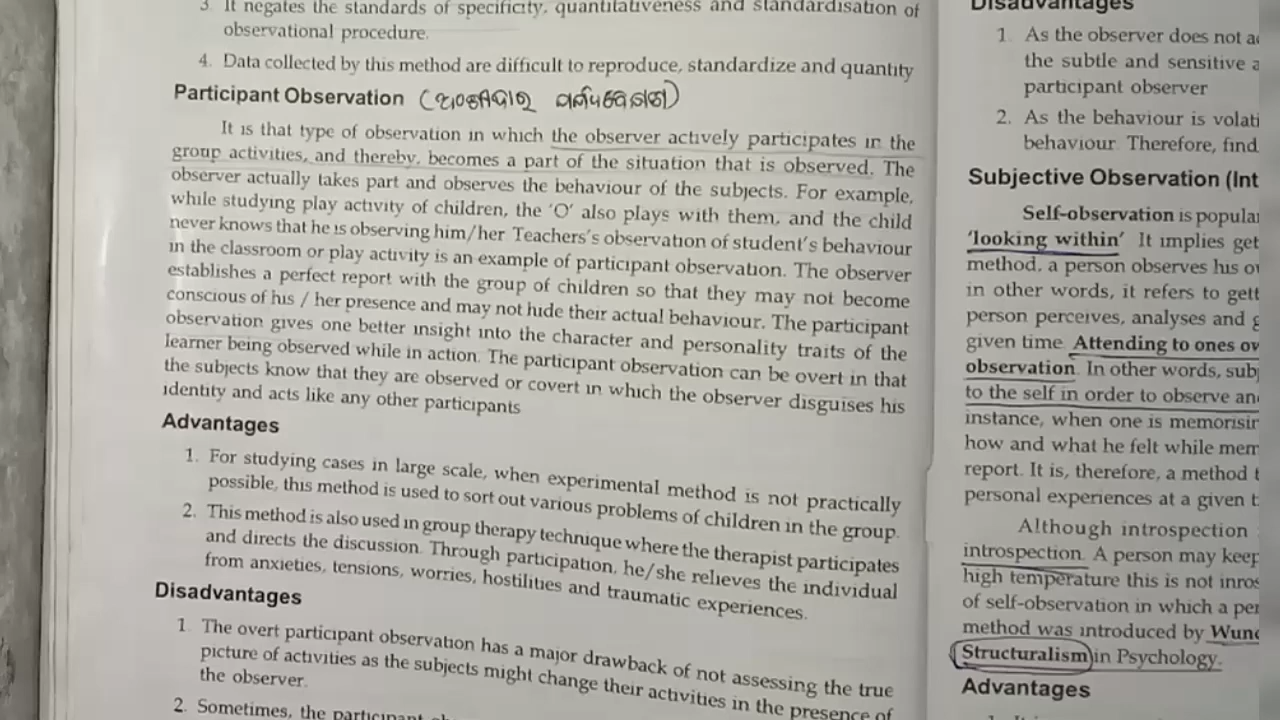 3. It negates the standards of specificity, quantitativeness and standardisation of
observational procedure.
4. Data collected by this method are difficult to reproduce, standardize and quantity
Participant Observation
It is that type of observation in which the observer actively participates in the
group activities, and thereby, becomes a part of the situation that is observed. The
observer actually takes part and observes the behaviour of the subjects. For example,
while studying play activity of children, the 'O' also plays with them, and the child
never knows that he is observing him/her Teachers's observation of student's behaviour
in the classroom or play activity is an example of participant observation. The observer
establishes a perfect report with the group of children so that they may not become
conscious of his / her presence and may not hide their actual behaviour. The participant
observation gives one better insight into the character and personality traits of the
learner being observed while in action. The participant observation can be overt in that
the subjects know that they are observed or covert in which the observer disguises his
identity and acts like any other participants
Advantages
1. For studying cases in large scale, when experimental method is not practically
possible, this method is used to sort out various problems of children in the group.
2. This method is also used in group therapy technique where the therapist participates
and directs the discussion. Through participation, he/she relieves the individual
from anxieties, tensions, worries, hostilities and traumatic experiences.
Disadvantages
1. The overt participant observation has a major drawback of not assessing the true
picture of activities as the subjects might change their activities in the presence of
the observer.
2. Sometimes, the participant
Disadvantages
1. As the observer does not
the subtle and sensitive
participant observer
2. As the behaviour is
behaviour. Therefore, find
Subjective Observation
Self-observation is
'looking within' It implies
method, a person observes his
in other words, it refers to
person perceives, analyses and
given time. Attending to ones
observation. In other words,
to the self in order to observe
instance, when one is
how and what he felt while
report. It is, therefore, a method
personal experiences at a given
Although introspection
introspection. A person may keep
high temperature this is not
of self-observation in which a
method was introduced by
Structuralism in Psychology.
Advantages